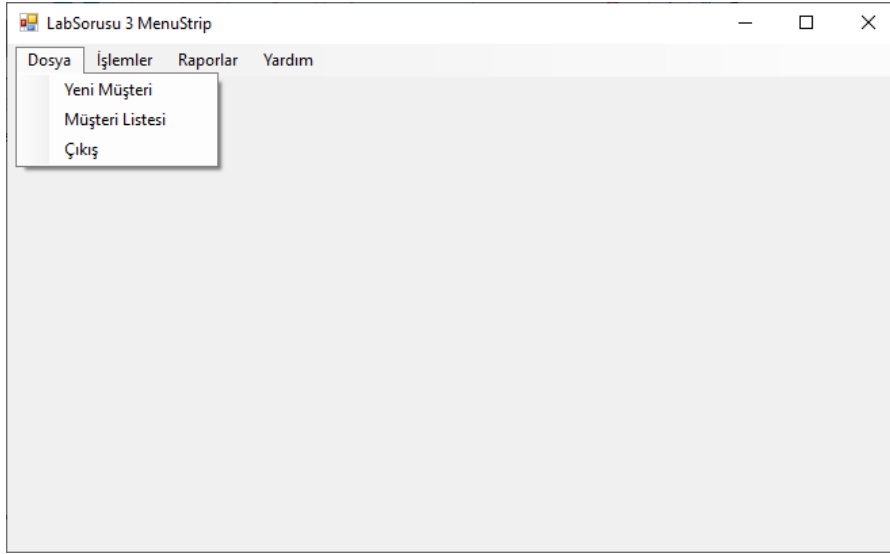 LabSorusu 3 MenuStrip
Dosya İşlemler Raporlar Yardım
Yeni Müşteri
Müşteri Listesi
Çıkış